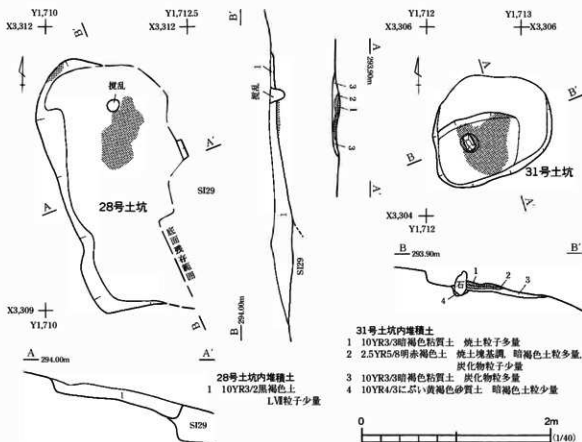 Y1,710
Y1,712.5
X3,312
X3,312
B'
撹乱
A'
SI29
28号土坑
A
B
X3,309
Y1,710
A
294.00m
A'
1
SI29
28号土坑内堆積土
1 10YR3/2黒褐色土
LⅦ粒子少量
B'
1
撹乱
1
SI29
B
294.00m
A
293.90m
3
2
1
3
A'
Y1,712
Y1,713
X3,306
X3,306
A
B'
B
31号土坑
A'
X3,304
Y1,712
B
293.90m
B'
石
1
2
3
4
31号土坑内堆積土
1 10YR3/3暗褐色粘質土 焼土粒子多量
2 2.5YR5/8明赤褐色土 焼土塊基調，暗褐色土粒多量，
炭化物粒子少量
3 10YR3/3暗褐色粘質土 炭化物粒多量
4 10YR4/3にぶい黄褐色砂質土 暗褐色土粒少量
0
2m
(1/40)